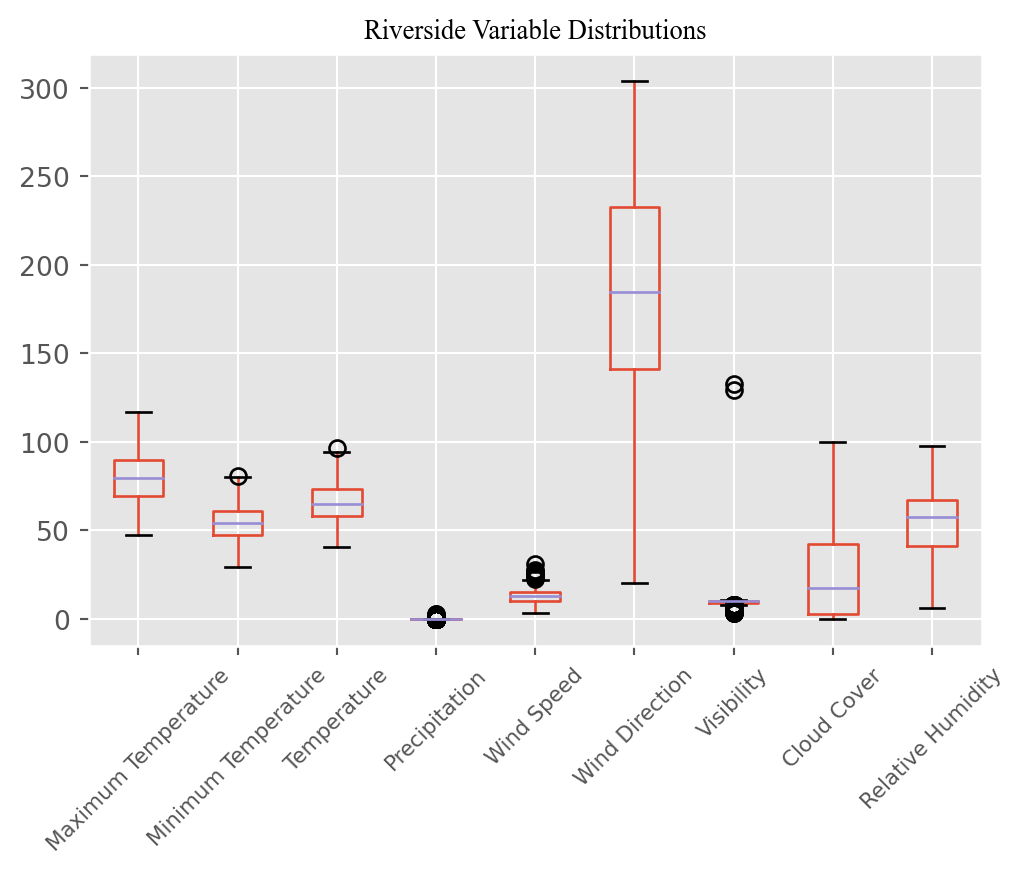 Riverside Variable Distributions
300
250
200
150
100
50
0
Maximum Temperature
Minimum Temperature
Temperature
Precipitation
Wind Speed
Wind Direction
Visibility
Cloud Cover
Relative Humidity